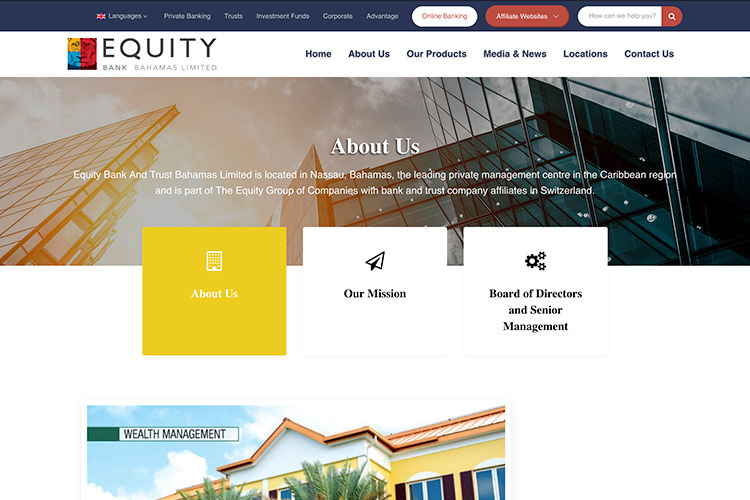 Languages
Private Banking
Trusts
Investment Funds
Corporate
Advantage
Online Banking
Affiliate Websites
How can we help you?
EQUITY
BANK BAHAMAS LIMITED
Home
About Us
Our Products
Media & News
Locations
Contact Us
About Us
Equity Bank And Trust Bahamas Limited is located in Nassau, Bahamas, the leading private management centre in the Caribbean region
and is part of The Equity Group of Companies with bank and trust company affiliates in Switzerland.
About Us
Our Mission
Board of Directors
and Senior
Management
WEALTH MANAGEMENT